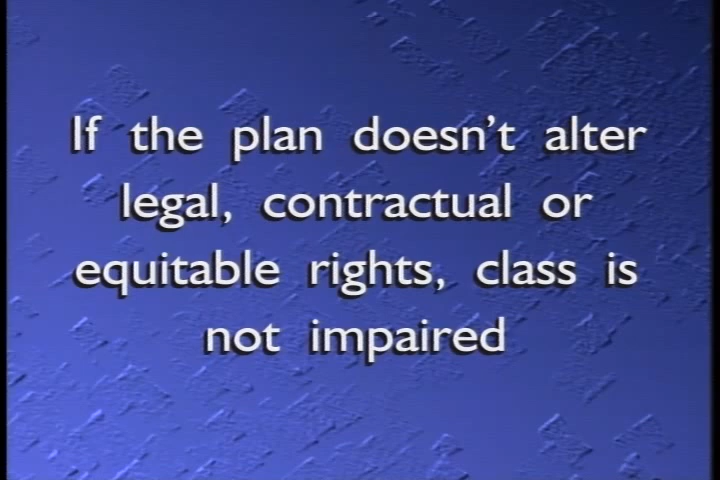 If the plan doesn’t alter
legal, contractual or
equitable rights, class is
not impaired